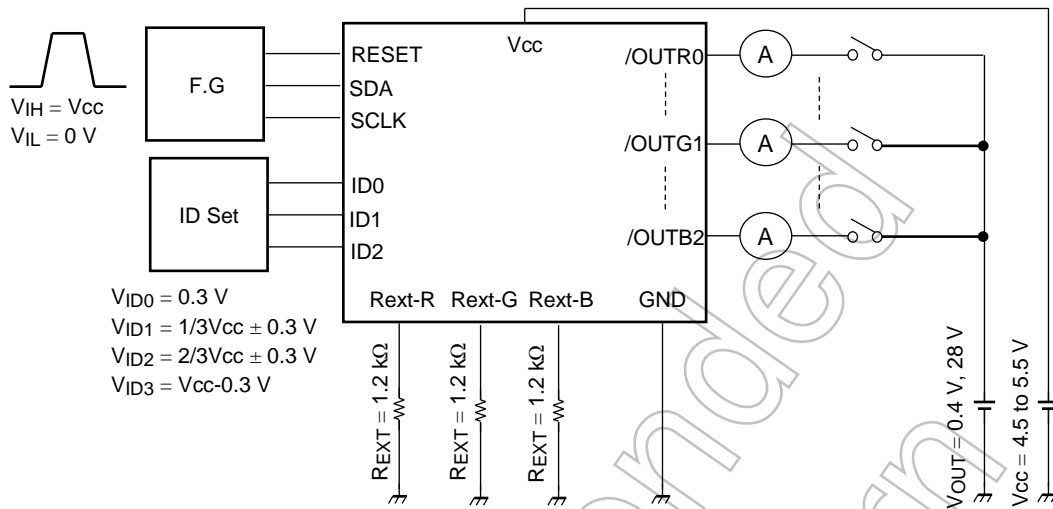 Vcc
RESET
SDA
SCLK
F.G
VIH = Vcc
VIL = 0 V
ID0
ID1
ID2
ID Set
VID0 = 0.3 V
VID1 = 1/3Vcc ± 0.3 V
VID2 = 2/3Vcc ± 0.3 V
VID3 = Vcc-0.3 V
/OUTR0
A
/OUTG1
A
/OUTB2
A
Rext-R
Rext-G
Rext-B
GND
REXT = 1.2 kΩ
REXT = 1.2 kΩ
REXT = 1.2 kΩ
VOUT = 0.4 V, 28 V
Vcc = 4.5 to 5.5 V